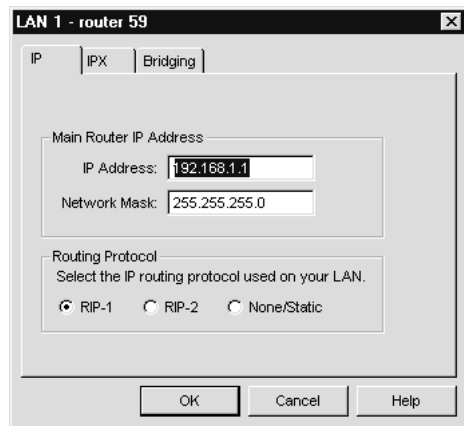 LAN 1 - router 59
IP IPX Bridging
Main Router IP Address
IP Address: 192.168.1.1
Network Mask: 255.255.255.0
Routing Protocol
Select the IP routing protocol used on your LAN.
RIP-1 RIP-2 None/Static
OK Cancel Help